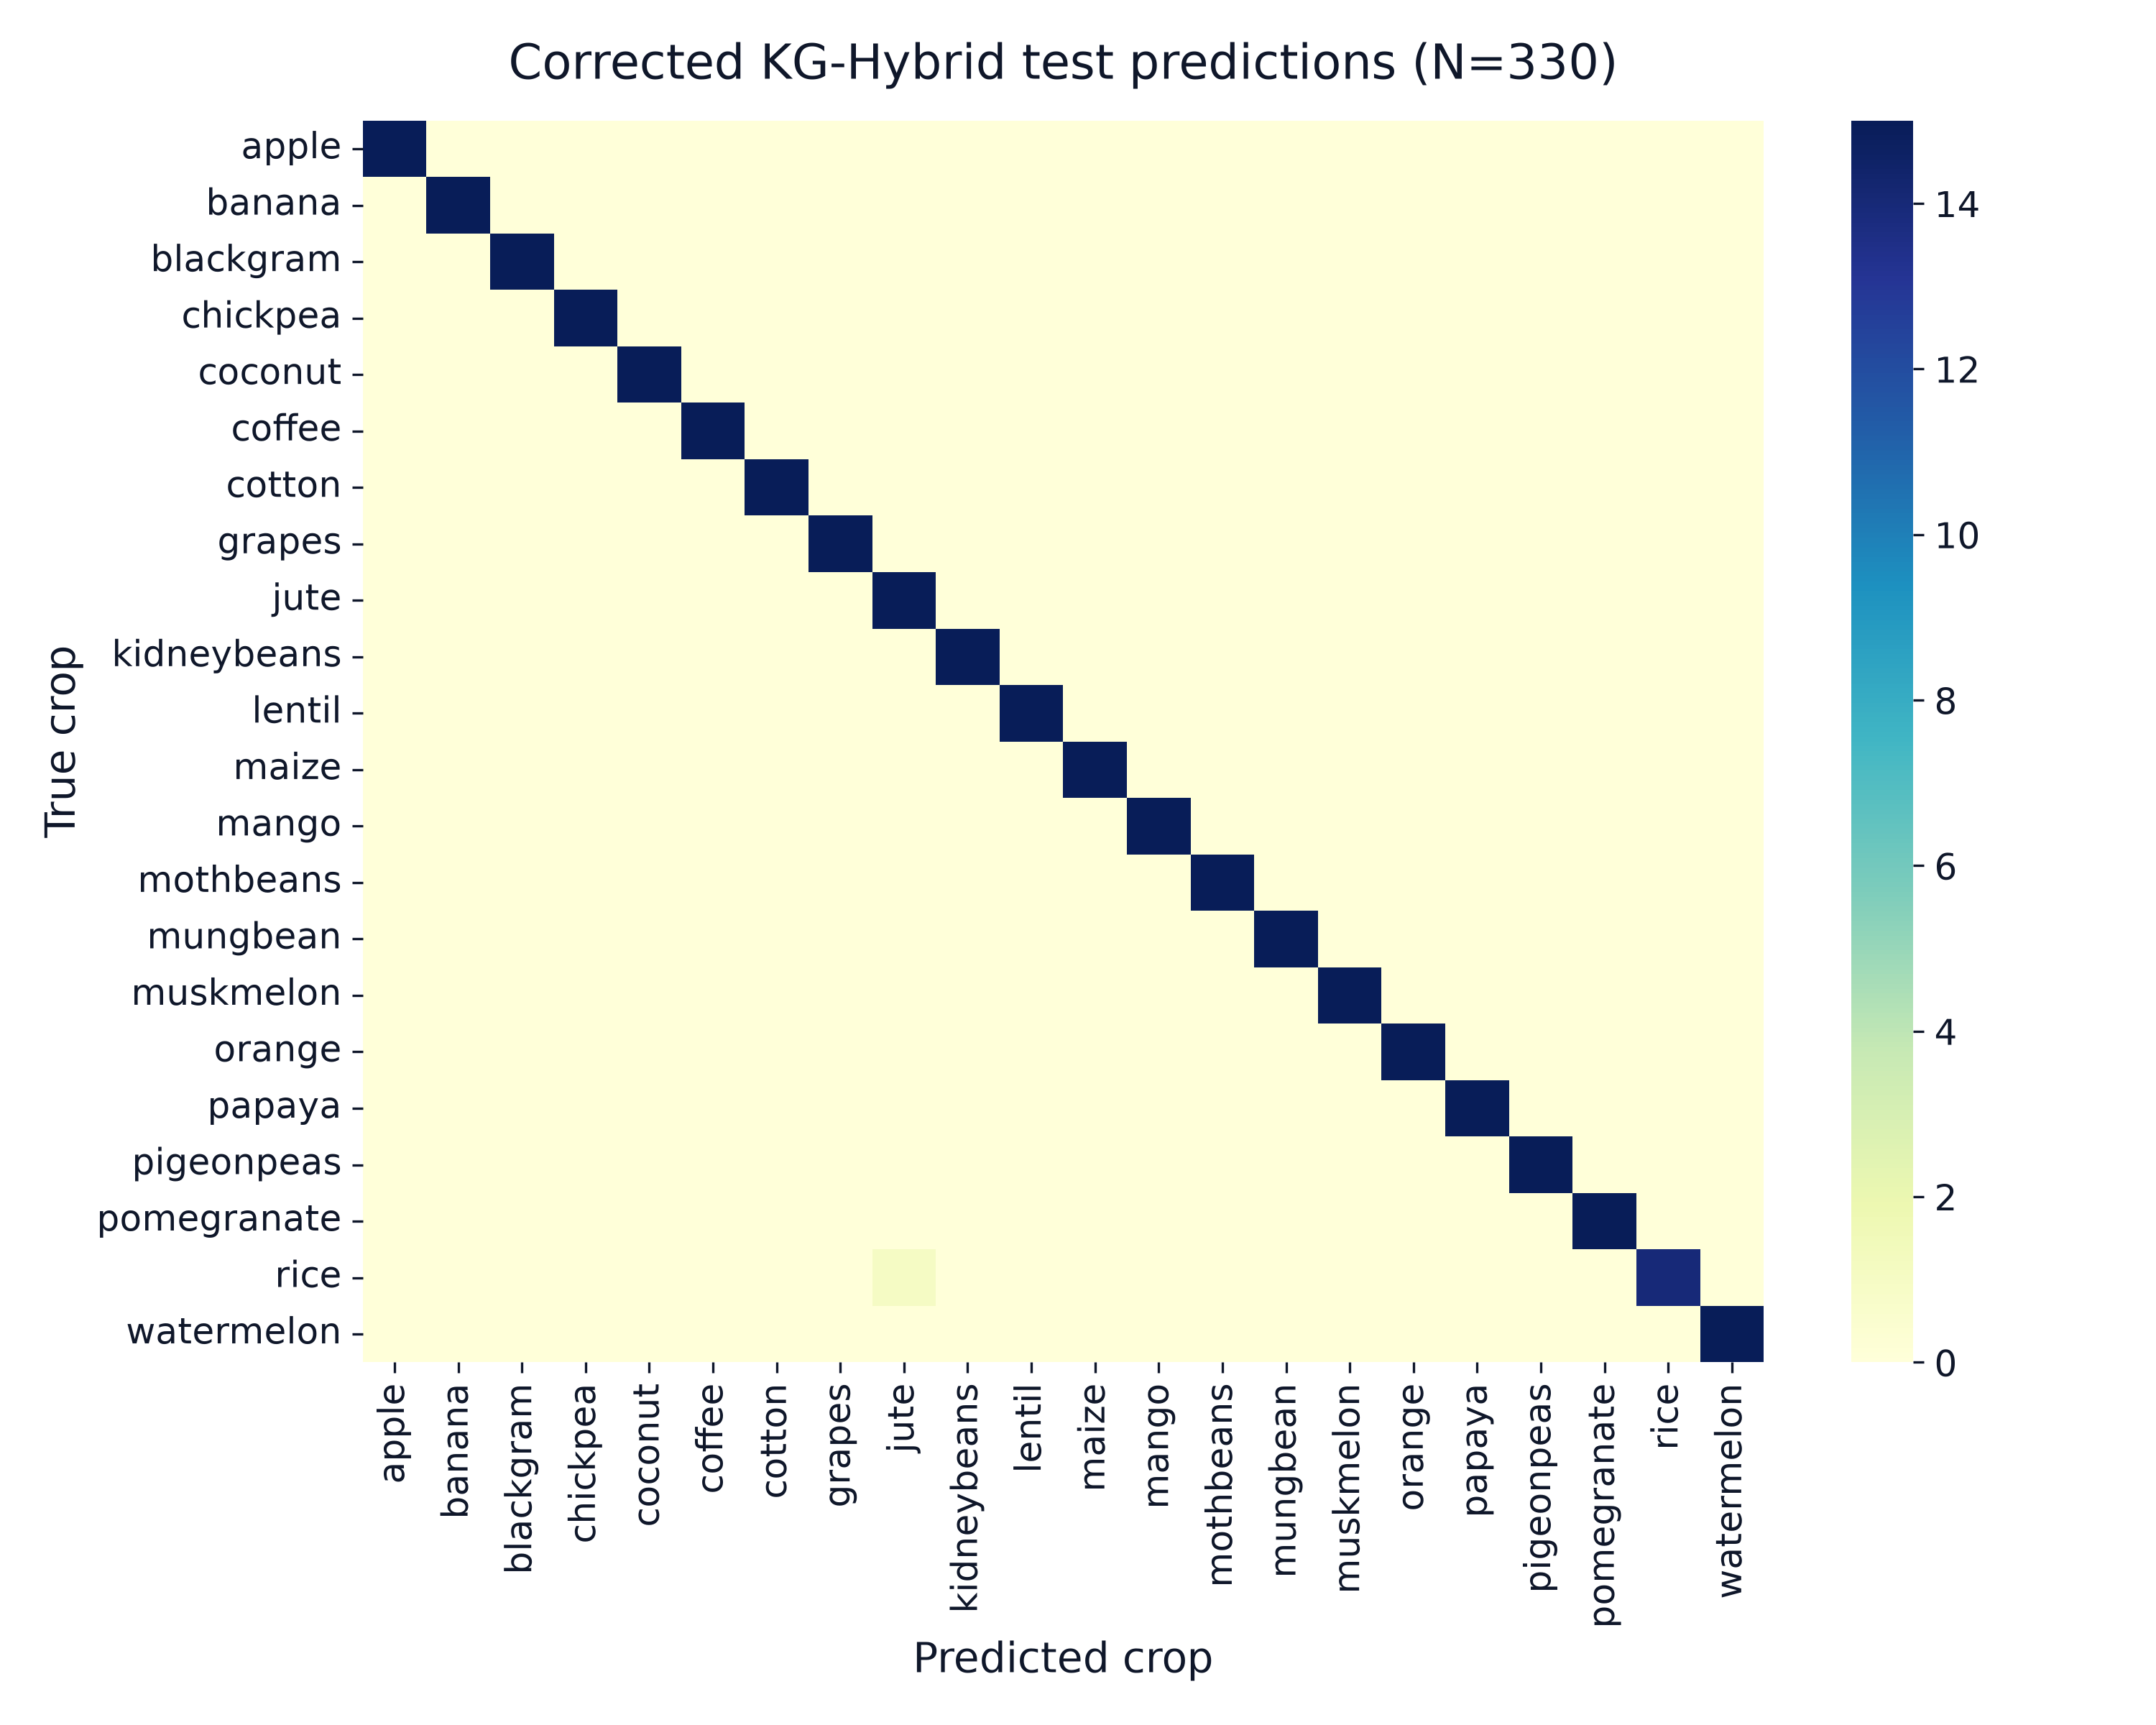 Corrected KG-Hybrid test predictions (N=330)
True crop
apple
banana
blackgram
chickpea
coconut
coffee
cotton
grapes
jute
kidneybeans
lentil
maize
mango
mothbeans
mungbean
muskmelon
orange
papaya
pigeonpeas
pomegranate
rice
watermelon
apple
banana
blackgram
chickpea
coconut
coffee
cotton
grapes
jute
kidneybeans
lentil
maize
mango
mothbeans
mungbean
muskmelon
orange
papaya
pigeonpeas
pomegranate
rice
watermelon
Predicted crop
14
12
10
8
6
4
2
0